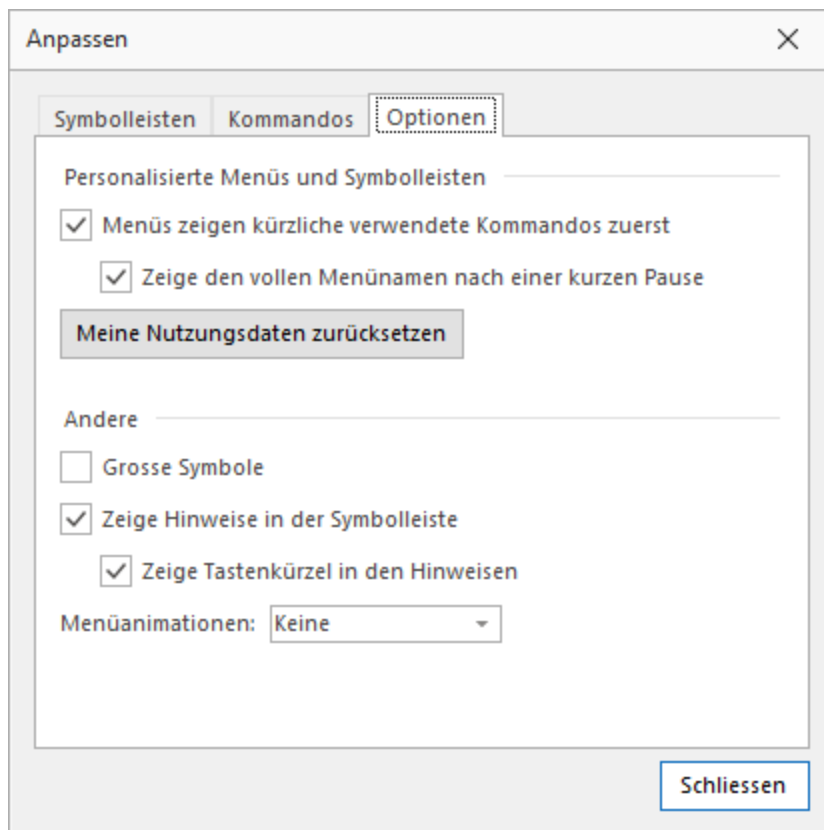 Anpassen
Symbolleisten Kommandos Optionen
Personalisierte Menüs und Symbolleisten
Menüs zeigen kürzliche verwendete Kommandos zuerst
Zeige den vollen Menünamen nach einer kurzen Pause
Meine Nutzungsdaten zurücksetzen
Andere
Grosse Symbole
Zeige Hinweise in der Symbolleiste
Zeige Tastenkürzel in den Hinweisen
Menüanimationen: Keine
Schliessen